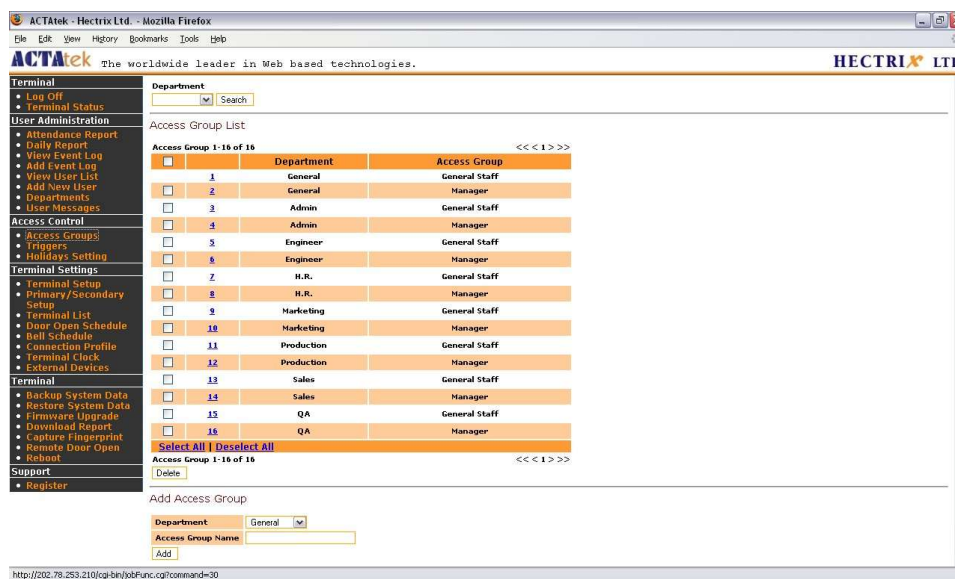 ACTAtek - Hectrix Ltd. - Mozilla Firefox
File Edit View History Bookmarks Tools Help
ACTAtek The worldwide leader in Web based technologies.
HECTRIX LT
Terminal
• Log Off
• Terminal Status
User Administration
• Attendance Report
• Daily Report
• View Event Log
• Add Event Log
• View User List
• Add New User
• Departments
• User Messages
Access Control
• Access Groups
• Triggers
• Holidays Setting
Terminal Settings
• Terminal Setup
• Primary/Secondary
Setup
• Terminal List
• Door Open Schedule
• Bell Schedule
• Connection Profile
• Terminal Clock
• External Devices
Terminal
• Backup System Data
• Restore System Data
• Firmware Upgrade
• Download Report
• Capture Fingerprint
• Remote Door Open
• Reboot
Support
• Register
Department
Search
Access Group List
Access Group 1-16 of 16 << < 1 > >>
Department Access Group
1 General General Staff
2 General Manager
3 Admin General Staff
4 Admin Manager
5 Engineer General Staff
6 Engineer Manager
7 H.R. General Staff
8 H.R. Manager
9 Marketing General Staff
10 Marketing Manager
11 Production General Staff
12 Production Manager
13 Sales General Staff
14 Sales Manager
15 QA General Staff
16 QA Manager
Select All | Deselect All
Access Group 1-16 of 16 << < 1 > >>
Delete
Add Access Group
Department General
Access Group Name
Add
http://202.78.253.210/cgi-bin/jobFunc.cgi?command=30